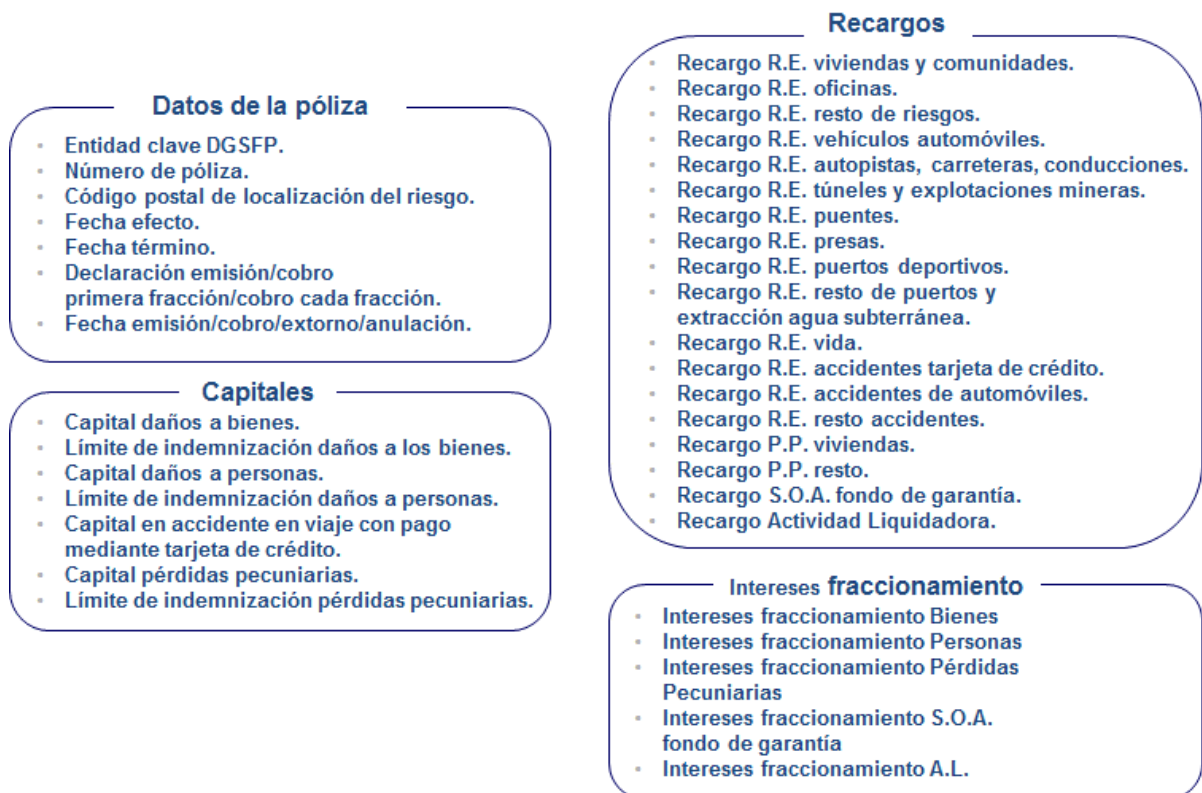 Datos de la póliza
Entidad clave DGSFP.
Número de póliza.
Código postal de localización del riesgo.
Fecha efecto.
Fecha término.
Declaración emisión/cobro
primera fracción/cobro cada fracción.
Fecha emisión/cobro/extorno/anulación.
Capitales
Capital daños a bienes.
Límite de indemnización daños a los bienes.
Capital daños a personas.
Límite de indemnización daños a personas.
Capital en accidente en viaje con pago
mediante tarjeta de crédito.
Capital pérdidas pecuniarias.
Límite de indemnización pérdidas pecuniarias.
Recargos
Recargo R.E. viviendas y comunidades.
Recargo R.E. oficinas.
Recargo R.E. resto de riesgos.
Recargo R.E. vehículos automóviles.
Recargo R.E. autopistas, carreteras, conducciones.
Recargo R.E. túneles y explotaciones mineras.
Recargo R.E. puentes.
Recargo R.E. presas.
Recargo R.E. puertos deportivos.
Recargo R.E. resto de puertos y
extracción agua subterránea.
Recargo R.E. vida.
Recargo R.E. accidentes tarjeta de crédito.
Recargo R.E. accidentes de automóviles.
Recargo R.E. resto accidentes.
Recargo P.P. viviendas.
Recargo P.P. resto.
Recargo S.O.A. fondo de garantía.
Recargo Actividad Liquidadora.
Intereses fraccionamiento
Intereses fraccionamiento Bienes
Intereses fraccionamiento Personas
Intereses fraccionamiento Pérdidas
Pecuniarias
Intereses fraccionamiento S.O.A.
fondo de garantía
Intereses fraccionamiento A.L.